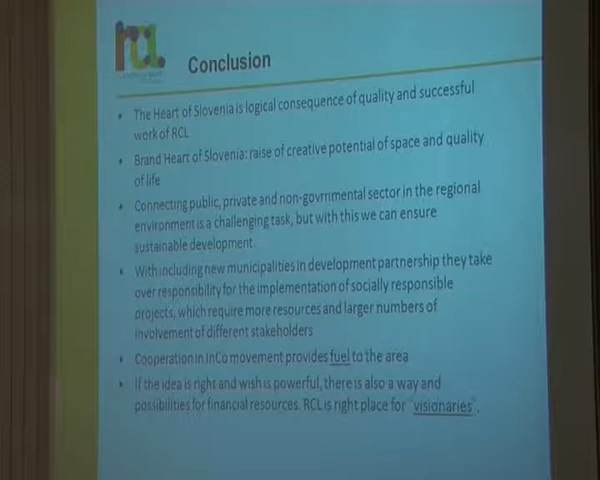 rcl
Conclusion
• The Heart of Slovenia is logical consequence of quality and successful
work of RCL
• Brand Heart of Slovenia: raise of creative potential of space and quality
of life
• Connecting public, private and non-govrnmental sector in the regional
environment is a challenging task, but with this we can ensure
sustainable development.
• With including new municipalities in development partnership they take
over responsibility for the implementation of socially responsible
projects, which require more resources and larger numbers of
involvement of different stakeholders
• Cooperation in InCo movement provides fuel to the area
• If the idea is right and wish is powerful, there is also a way and
possibilities for financial resources. RCL is right place for "visionaries".